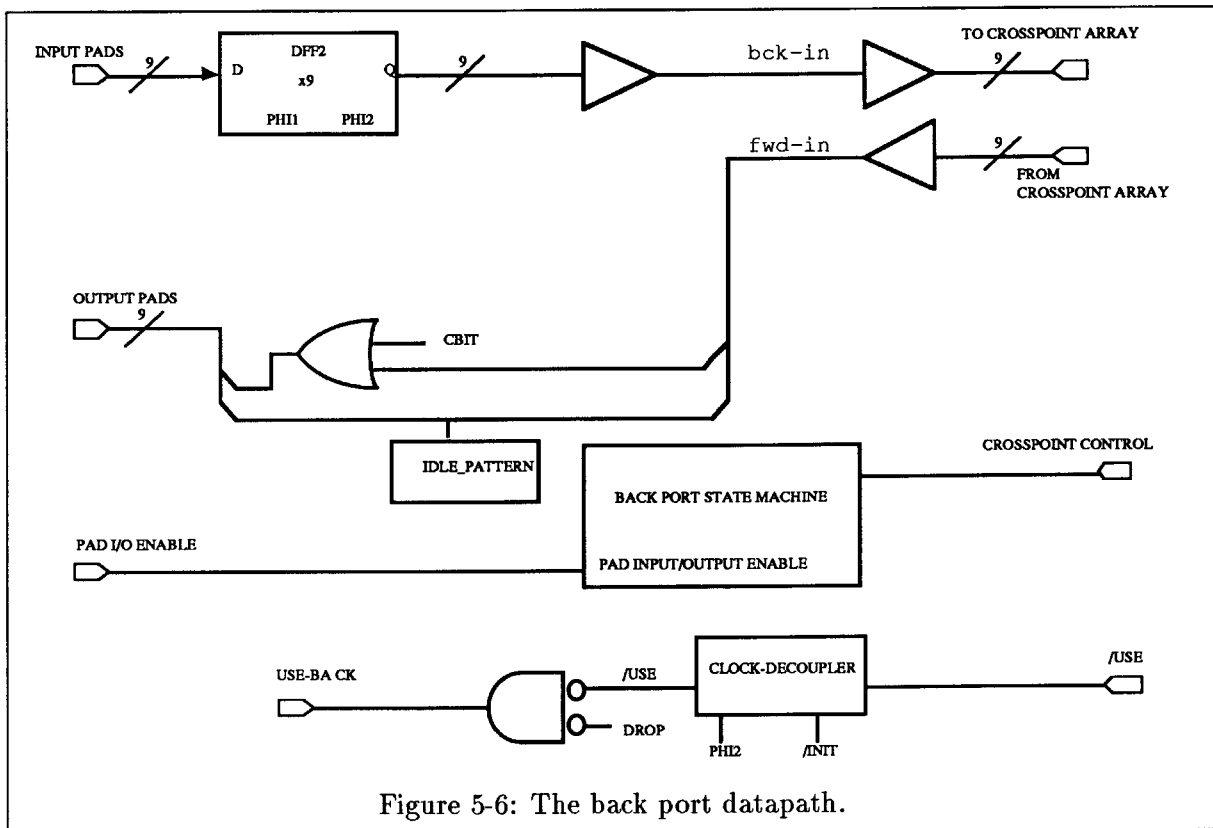 INPUT PADS
9
D
DFF2
x9
Q
PHI1 PHI2
9
bck-in
9
TO CROSSPOINT ARRAY
fwd-in
9
FROM
CROSSPOINT ARRAY
OUTPUT PADS
9
CBIT
IDLE_PATTERN
CROSSPOINT CONTROL
BACK PORT STATE MACHINE
PAD I/O ENABLE
PAD INPUT/OUTPUT ENABLE
USE-BA CK
/USE
DROP
CLOCK-DECOUPLER
/USE
PHI2
/INIT
Figure 5-6: The back port datapath.